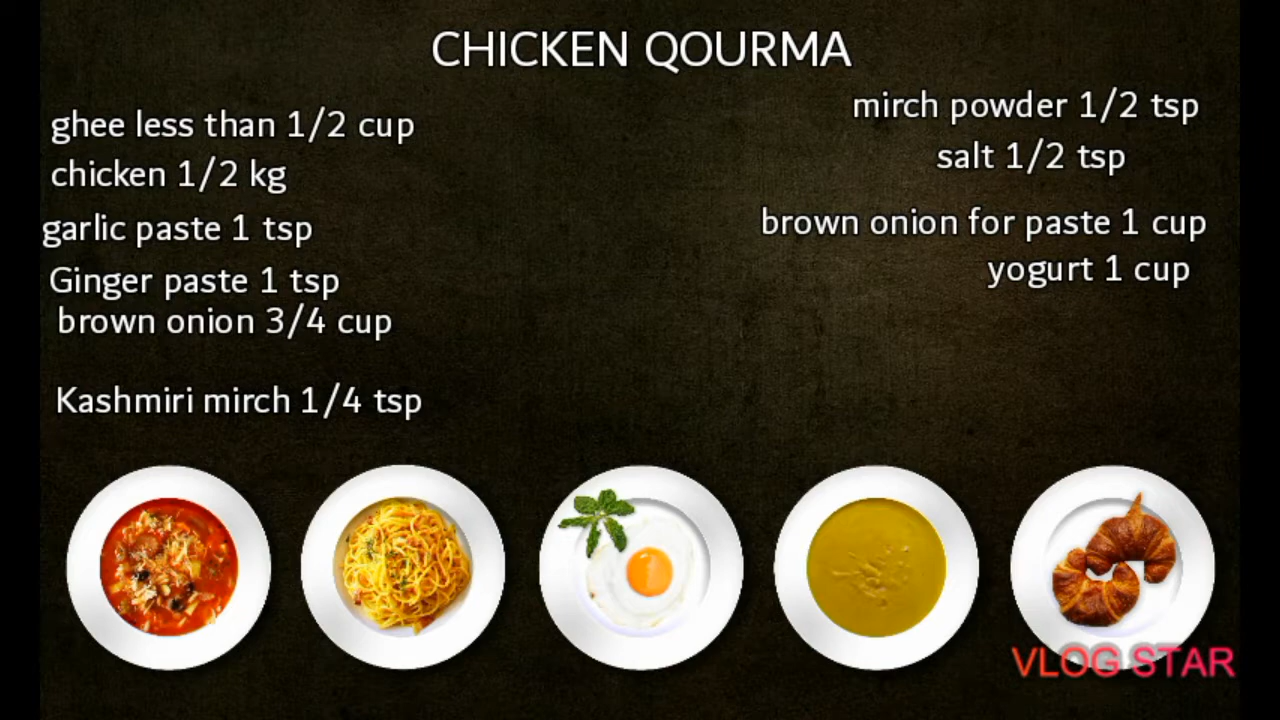 CHICKEN QOURMA
ghee less than 1/2 cup
chicken 1/2 kg
garlic paste 1 tsp
Ginger paste 1 tsp
brown onion 3/4 cup
Kashmiri mirch 1/4 tsp
mirch powder 1/2 tsp
salt 1/2 tsp
brown onion for paste 1 cup
yogurt 1 cup
VLOG STAR